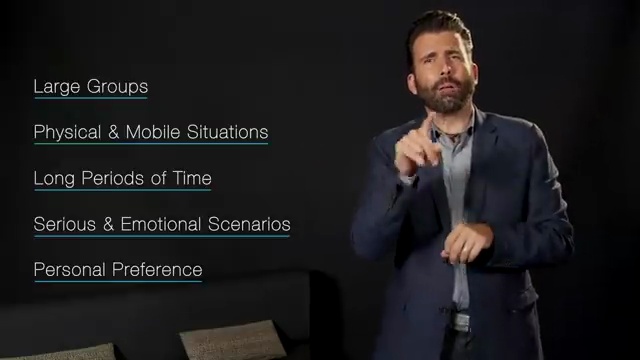 Large Groups
Physical & Mobile Situations
Long Periods of Time
Serious & Emotional Scenarios
Personal Preference